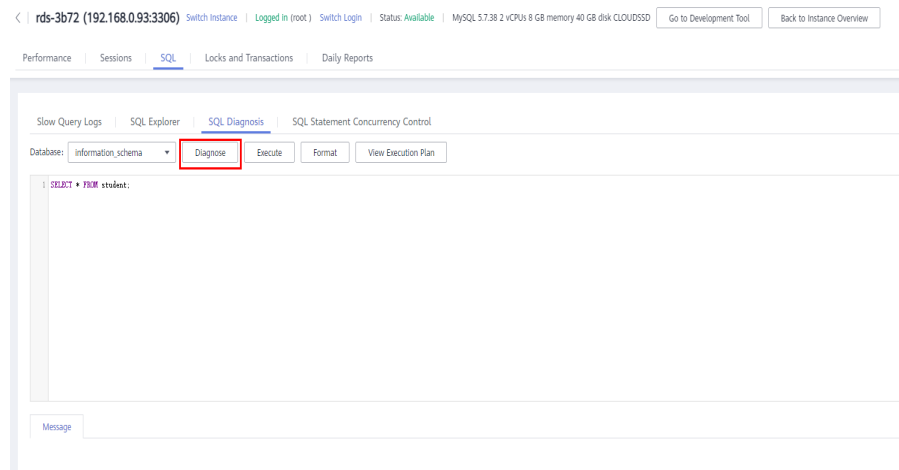 rds-3b72 (192.168.0.93:3306) Switch Instance Logged in (root ) Switch Login Status: Available MySQL 5.7.38 2 vCPUs 8 GB memory 40 GB disk CLOUDSSD Go to Development Tool Back to Instance Overview
Performance Sessions SQL Locks and Transactions Daily Reports
Slow Query Logs SQL Explorer SQL Diagnosis SQL Statement Concurrency Control
Database: information_schema Diagnose Execute Format View Execution Plan
1 SELECT * FROM student;
Message